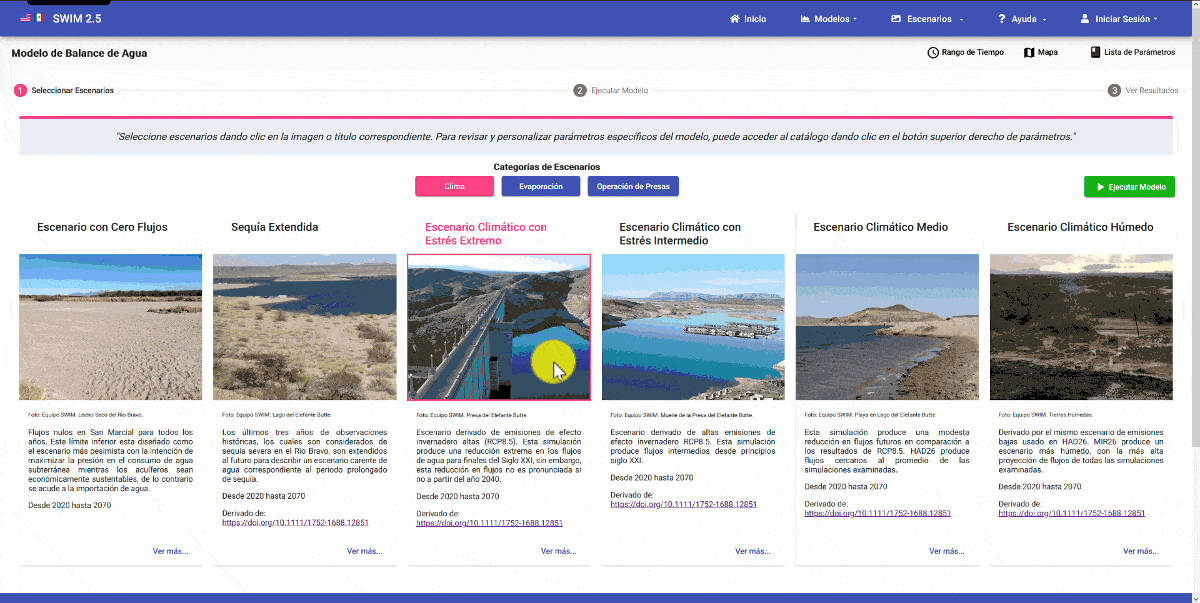 SWIM 2.5
Inicio
Modelos
Escenarios
? Ayuda
Iniciar Sesión
Modelo de Balance de Agua
Rango de Tiempo
Mapa
Lista de Parámetros
1 Seleccionar Escenarios
2 Ejecutar Modelo
3 Ver Resultados
"Seleccione escenarios dando clic en la imagen o título correspondiente. Para revisar y personalizar parámetros específicos del modelo, puede acceder al catálogo dando clic en el botón superior derecho de parámetros."
Categorías de Escenarios
Clima
Evaporación
Operación de Presas
Ejecutar Modelo
Escenario con Cero Flujos
Foto: Equipo SWIM. Lecho Seco del Río Bravo.
Flujos nulos en San Marcial para todos los
años. Este límite inferior esta diseñado como
el escenario más pesimista con la intención de
maximizar la presión en el consumo de agua
subterránea mientras los acuíferos sean
económicamente sustentables, de lo contrario
se acude a la importación de agua.
Desde 2020 hasta 2070
Ver más...
Sequía Extendida
Foto: Equipo SWIM. Lago del Elefante Butte.
Los últimos tres años de observaciones
históricas, los cuales son considerados de
sequía severa en el Río Bravo, son extendidos
al futuro para describir un escenario carente de
agua correspondiente al periodo prolongado
de sequía.
Desde 2020 hasta 2070
Derivado de:
https://doi.org/10.1111/1752-1688.12851
Ver más...
Escenario Climático con
Estrés Extremo
Foto: Equipo SWIM. Presa del Elefante Butte.
Escenario derivado de emisiones de efecto
invernadero altas (RCP8.5). Esta simulación
produce una reducción extrema en los flujos
de agua para finales del Siglo XXI, sin embargo,
esta reducción en flujos no es pronunciada si
no a partir del año 2040.
Desde 2020 hasta 2070
Derivado de:
https://doi.org/10.1111/1752-1688.12851
Ver más...
Escenario Climático con
Estrés Intermedio
Foto: Equipo SWIM. Muelle de la Presa del Elefante Butte.
Escenario derivado de altas emisiones de
efecto invernadero RCP8.5. Esta simulación
produce flujos intermedios desde principios
siglo XXI.
Desde 2020 hasta 2070
Derivado de:
https://doi.org/10.1111/1752-1688.12851
Ver más...
Escenario Climático Medio
Foto: Equipo SWIM. Playa en Lago del Elefante Butte.
Esta simulación produce una modesta
reducción en flujos futuros en comparación a
los resultados de RCP8.5. HAD26 produce
flujos cercanos al promedio de las
simulaciones examinadas.
Desde 2020 hasta 2070
Derivado de:
https://doi.org/10.1111/1752-1688.12851
Ver más...
Escenario Climático Húmedo
Foto: Equipo SWIM. Tierras Húmedas.
Derivado por el mismo escenario de emisiones
bajas usado en HAD26. MIR26 produce un
escenario más húmedo, con la más alta
proyección de flujos de todas las simulaciones
examinadas.
Desde 2020 hasta 2070
Derivado de:
https://doi.org/10.1111/1752-1688.12851
Ver más...